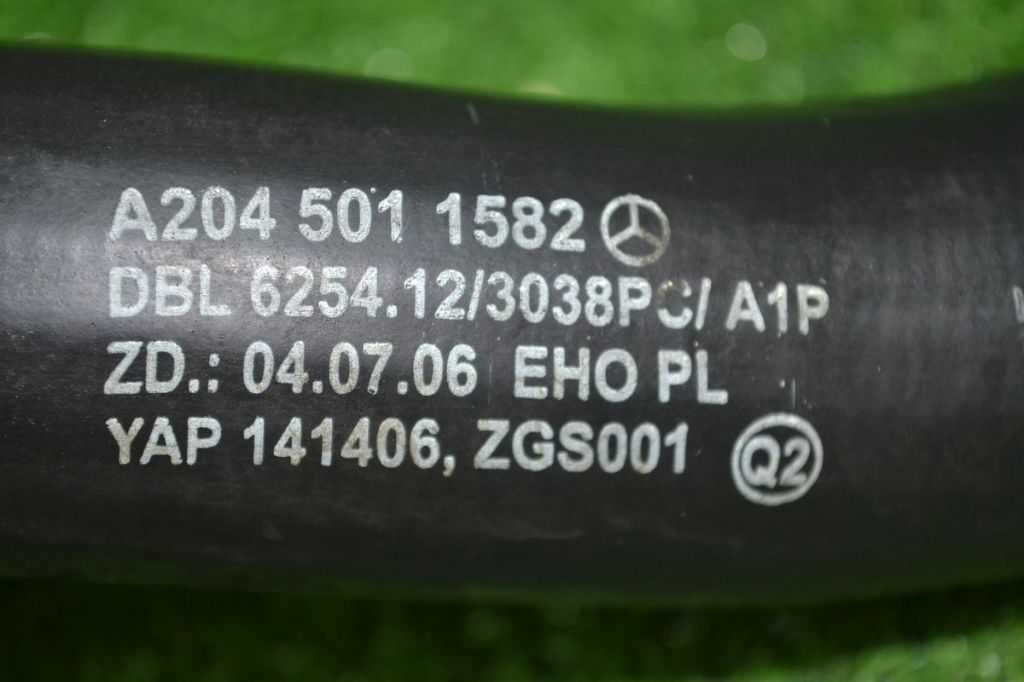 A204 501 1582
DBL 6254.12/3038PC/ A1P
ZD.: 04.07.06 EHO PL
YAP 141406, ZGS001 Q2